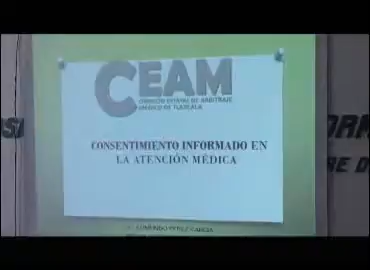 CEAM
COMISIÓN ESTATAL DE ARBITRAJE
MÉDICO DE TLAXCALA
CONSENTIMIENTO INFORMADO EN
LA ATENCIÓN MÉDICA